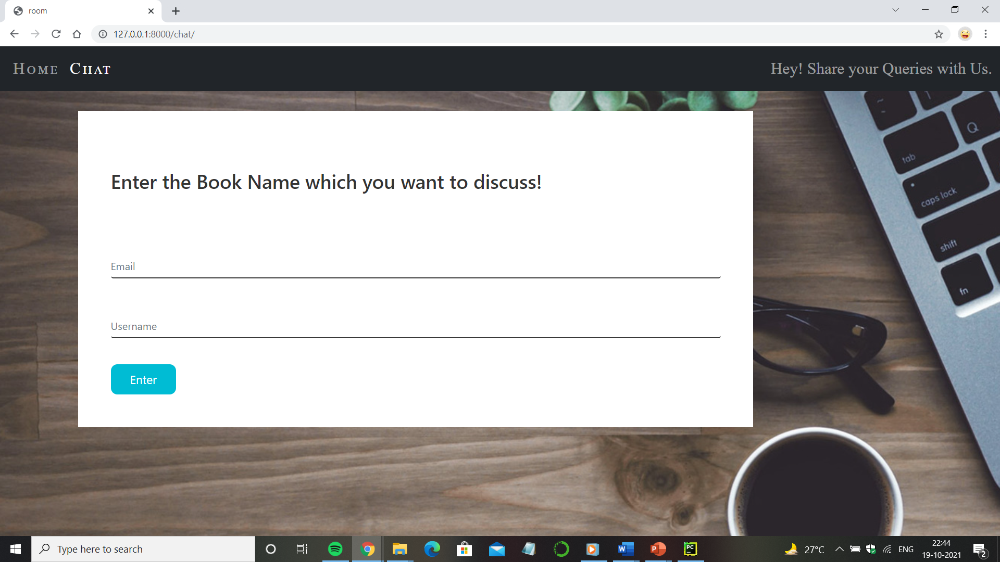 room
127.0.0.1:8000/chat/
Home Chat
Hey! Share your Queries with Us.
Q
tab
caps lock
shift
fn
Enter the Book Name which you want to discuss!
Email
Username
Enter
Type here to search
W
P
PC
27°C
ENG
22:44
19-10-2021
2